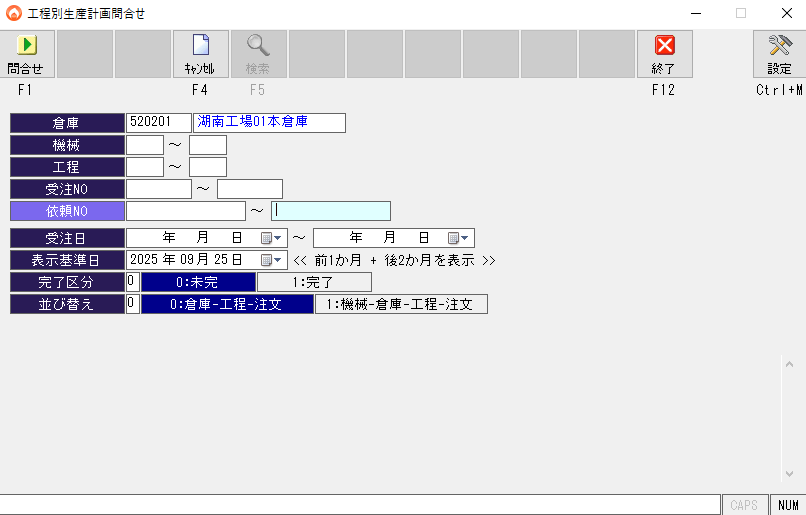 工程別生産計画問合せ
問合せ ｷｬﾝｾﾙ 検索 終了 設定
F1 F4 F5 F12 Ctrl+M
倉庫 520201 湖南工場01本倉庫
機械 ～
工程 ～
受注NO ～
依頼NO ～
受注日 年 月 日 ～ 年 月 日
表示基準日 2025 年 09 月 25 日 << 前1か月 + 後2か月を表示 >>
完了区分 0 0:未完 1:完了
並び替え 0 0:倉庫-工程-注文 1:機械-倉庫-工程-注文
CAPS NUM